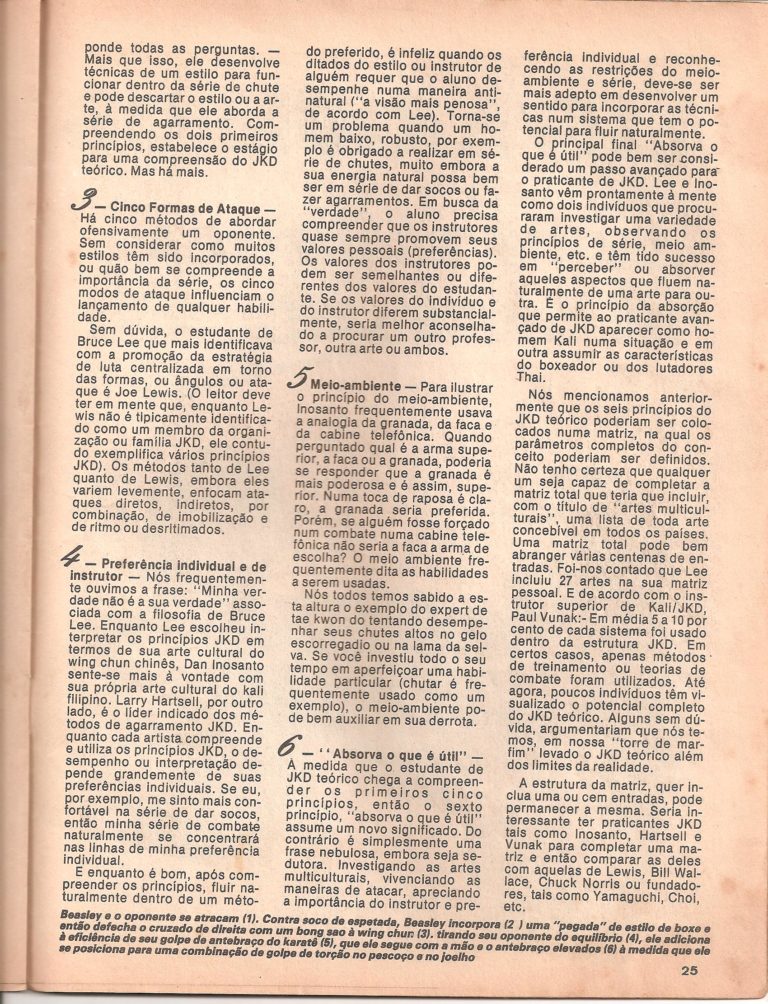 ponde todas as perguntas. —
Mais que isso, ele desenvolve
técnicas de um estilo para fun-
cionar dentro da série de chute
e pode descartar o estilo ou a ar-
te, à medida que ele aborda a
série de agarramento. Com-
preendendo os dois primeiros
princípios, estabelece o estágio
para uma compreensão do JKD
teórico. Mas há mais.
3 — Cinco Formas de Ataque —
Há cinco métodos de abordar
ofensivamente um oponente.
Sem considerar como muitos
estilos têm sido incorporados,
ou quão bem se compreende a
importância da série, os cinco
modos de ataque influenciam o
lançamento de qualquer habili-
dade.
Sem dúvida, o estudante de
Bruce Lee que mais identificava
com a promoção da estratégia
de luta centralizada em torno
das formas, ou ângulos ou ata-
que é Joe Lewis. (O leitor deve
ter em mente que, enquanto Le-
wis não é tipicamente identifica-
do como um membro da organi-
zação ou família JKD, ele contu-
do exemplifica vários princípios
JKD). Os métodos tanto de Lee
quanto de Lewis, embora eles
variem levemente, enfocam ata-
ques diretos, indiretos, por
combinação, de imobilização e
de ritmo ou desritimados.
4 — Preferência individual e de
instrutor — Nós frequentemen-
te ouvimos a frase: "Minha ver-
dade não é a sua verdade" asso-
ciada com a filosofia de Bruce
Lee. Enquanto Lee escolheu in-
terpretar os princípios JKD em
termos de sua arte cultural do
wing chun chinês, Dan Inosanto
sente-se mais à vontade com
sua própria arte cultural do kali
filipino. Larry Hartsell, por outro
lado, é o líder indicado dos mé-
todos de agarramento JKD. En-
quanto cada artista compreende
e utiliza os princípios JKD, o de-
sempenho ou interpretação de-
pende grandemente de suas
preferências individuais. Se eu,
por exemplo, me sinto mais con-
fortável na série de dar socos,
então minha série de combate
naturalmente se concentrará
nas linhas de minha preferência
individual.
E enquanto é bom, após com-
preender os princípios, fluir na-
turalmente dentro de um méto-
do preferido, é infeliz quando os
ditados do estilo ou instrutor de
alguém requer que o aluno de-
sempenhe numa maneira anti-
natural ("a visão mais penosa",
de acordo com Lee). Torna-se
um problema quando um ho-
mem baixo, robusto, por exem-
plo é obrigado a realizar em sé-
rie de chutes, muito embora a
sua energia natural possa bem
ser em série de dar socos ou fa-
zer agarramentos. Em busca da
"verdade", o aluno precisa
compreender que os instrutores
quase sempre promovem seus
valores pessoais (preferências).
Os valores dos instrutores po-
dem ser semelhantes ou dife-
rentes dos valores do estudan-
te. Se os valores do indivíduo e
do instrutor diferem substancial-
mente, seria melhor aconselha-
do a procurar um outro profes-
sor, outra arte ou ambos.
5 Meio-ambiente — Para ilustrar
o princípio do meio-ambiente,
Inosanto frequentemente usava
a analogia da granada, da faca e
da cabine telefônica. Quando
perguntado qual é a arma supe-
rior, a faca ou a granada, poderia
se responder que a granada é
mais poderosa e é assim, supe-
rior. Numa toca de raposa é cla-
ro, a granada seria preferida.
Porém, se alguém fosse forçado
num combate numa cabine tele-
fônica não seria a faca a arma de
escolha? O meio ambiente fre-
quentemente dita as habilidades
a serem usadas.
Nós todos temos sabido a es-
ta altura o exemplo do expert de
tae kwon do tentando desempe-
nhar seus chutes altos no gelo
escorregadio ou na lama da sel-
va. Se você investiu todo o seu
tempo em aperfeiçoar uma habi-
lidade particular (chutar é fre-
quentemente usado como um
exemplo), o meio-ambiente po-
de bem auxiliar em sua derrota.
6 — "Absorva o que é útil" —
À medida que o estudante de
JKD teórico chega a compreen-
der os primeiros cinco
princípios, então o sexto
princípio, "absorva o que é útil"
assume um novo significado. Do
contrário é simplesmente uma
frase nebulosa, embora seja se-
dutora. Investigando as artes
multiculturais, vivenciando as
maneiras de atacar, apreciando
a importância do instrutor e pre-
ferência individual e reconhe-
cendo as restrições do meio-
ambiente e série, deve-se ser
mais adepto em desenvolver um
sentido para incorporar as técni-
cas num sistema que tem o po-
tencial para fluir naturalmente.
O principal final "Absorva o
que é útil" pode bem ser consi-
derado um passo avançado para
o praticante de JKD. Lee e Ino-
santo vêm prontamente à mente
como dois indivíduos que procu-
raram investigar uma variedade
de artes, observando os
princípios de série, meio am-
biente, etc. e têm tido sucesso
em "perceber" ou absorver
aqueles aspectos que fluem na-
turalmente de uma arte para ou-
tra. É o princípio da absorção
que permite ao praticante avan-
çado de JKD aparecer como ho-
mem Kali numa situação e em
outra assumir as características
do boxeador ou dos lutadores
Thai.
Nós mencionamos anterior-
mente que os seis princípios do
JKD teórico poderiam ser co-
locados numa matriz, na qual os
parâmetros completos do con-
ceito poderiam ser definidos.
Não tenho certeza que qualquer
um seja capaz de completar a
matriz total que teria que incluir,
com o título de "artes multicul-
turais", uma lista de toda arte
concebível em todos os países.
Uma matriz total pode bem
abranger várias centenas de en-
tradas. Foi-nos contado que Lee
incluiu 27 artes na sua matriz
pessoal. E de acordo com o ins-
trutor superior de Kali/JKD,
Paul Vunak:- Em média 5 a 10 por
cento de cada sistema foi usado
dentro da estrutura JKD. Em
certos casos, apenas métodos
de treinamento ou teorias de
combate foram utilizados. Até
agora, poucos indivíduos têm vi-
sualizado o potencial completo
do JKD teórico. Alguns sem dú-
vida, argumentariam que nós te-
mos, em nossa "torre de mar-
fim" levado o JKD teórico além
dos limites da realidade.
A estrutura da matriz, quer in-
clua uma ou cem entradas, pode
permanecer a mesma. Seria in-
teressante ter praticantes JKD
tais como Inosanto, Hartsell e
Vunak para completar uma ma-
triz e então comparar as deles
com aquelas de Lewis, Bill Wal-
lace, Chuck Norris ou fundado-
res, tais como Yamaguchi, Choi,
etc.
Beasley e o oponente se atracam (1). Contra soco de espetada, Beasley incorpora (2 ) uma "pegada" de estilo de boxe e
então defecha o cruzado de direita com um bong sao à wing chun (3). tirando seu oponente do equilíbrio (4), ele adiciona
à eficiência de seu golpe de antebraço do karatê (5), que ele segue com a mão e o antebraço elevados (6) à medida que ele
se posiciona para uma combinação de golpe de torção no pescoço e no joelho
25